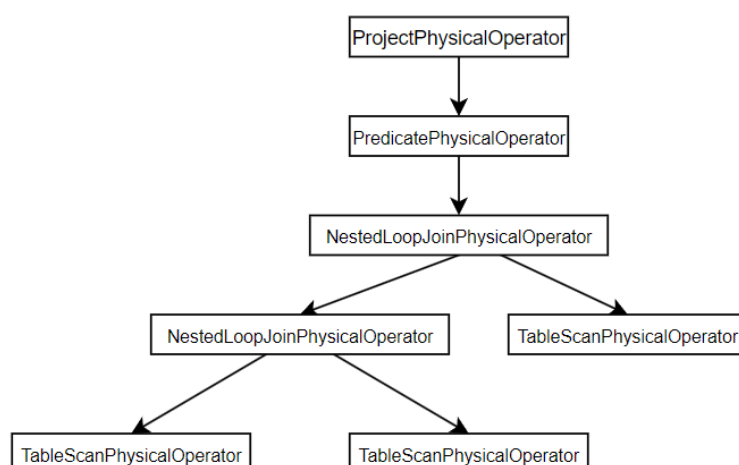 ProjectPhysicalOperator
PredicatePhysicalOperator
NestedLoopJoinPhysicalOperator
NestedLoopJoinPhysicalOperator
TableScanPhysicalOperator
TableScanPhysicalOperator
TableScanPhysicalOperator